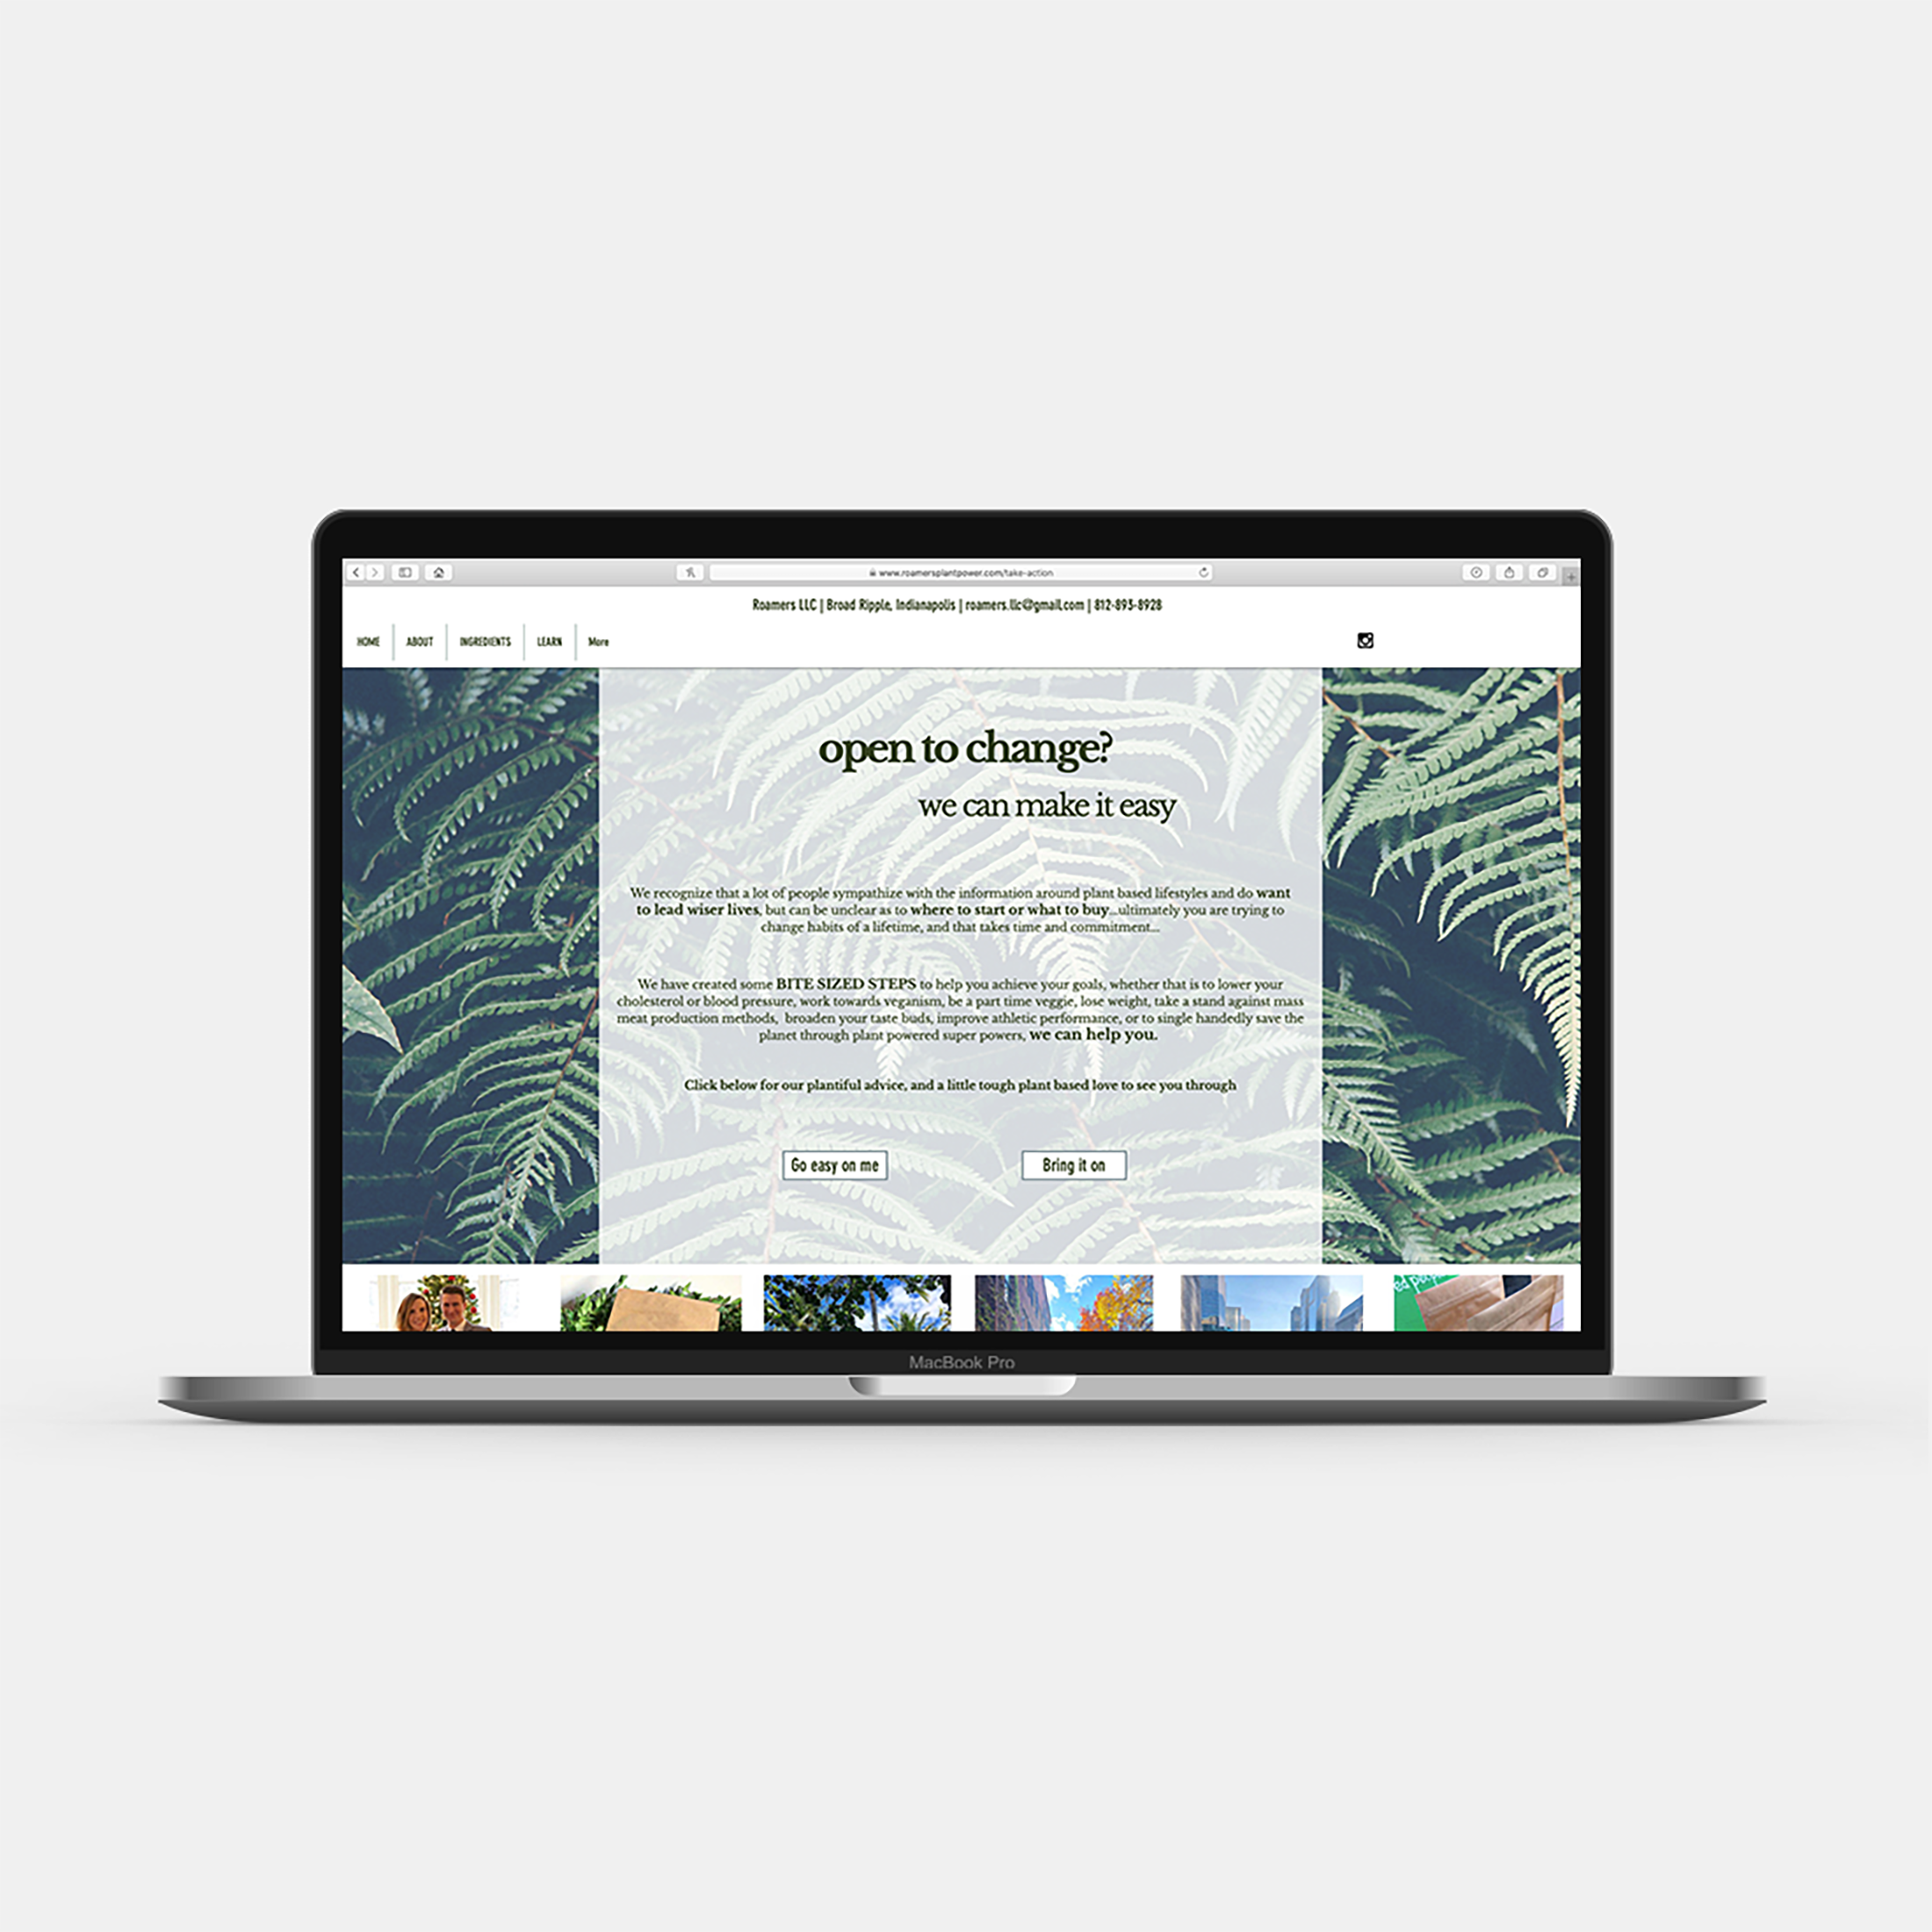 www.roamersplantpower.com/take-action
Roamers LLC | Broad Ripple, Indianapolis | roamers.llc@gmail.com | 812-893-8928
HOME ABOUT INGREDIENTS LEARN More
open to change?
we can make it easy
We recognize that a lot of people sympathize with the information around plant based lifestyles and do want
to lead wiser lives, but can be unclear as to where to start or what to buy...ultimately you are trying to
change habits of a lifetime, and that takes time and commitment...
We have created some BITE SIZED STEPS to help you achieve your goals, whether that is to lower your
cholesterol or blood pressure, work towards veganism, be a part time veggie, lose weight, take a stand against mass
meat production methods, broaden your taste buds, improve athletic performance, or to single handedly save the
planet through plant powered super powers, we can help you.
Click below for our plantiful advice, and a little tough plant based love to see you through
Go easy on me Bring it on
MacBook Pro